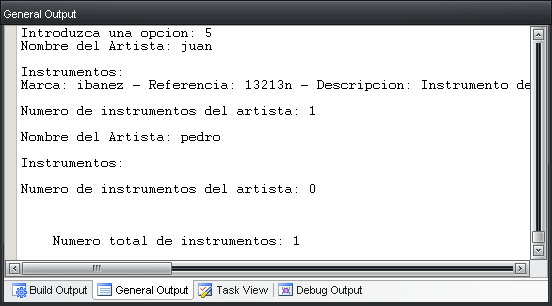 General Output
Introduzca una opcion: 5
Nombre del Artista: juan
Instrumentos:
Marca: ibanez - Referencia: 13213n - Descripcion: Instrumento de
Numero de instrumentos del artista: 1
Nombre del Artista: pedro
Instrumentos:
Numero de instrumentos del artista: 0
Numero total de instrumentos: 1
Build Output General Output Task View Debug Output